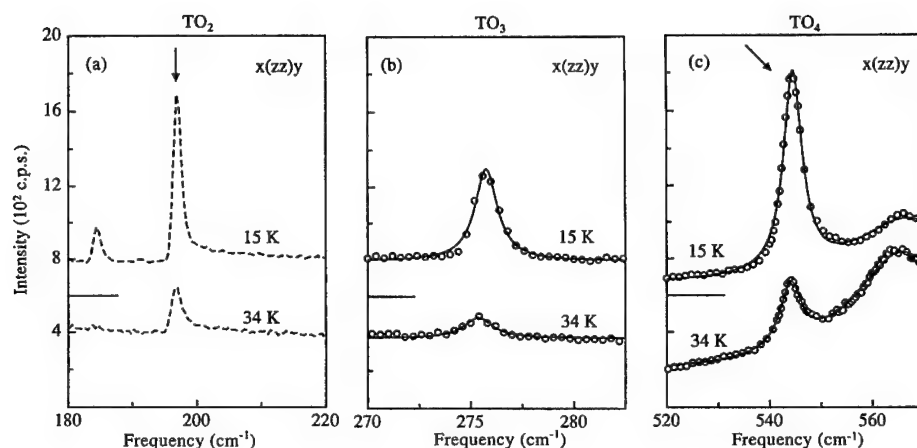 TO₂
TO₃
TO₄
Intensity (10² c.p.s.)
20
16
12
8
4
(a)
x(zz)y
15 K
34 K
180
200
220
Frequency (cm⁻¹)
(b)
x(zz)y
15 K
34 K
270
275
280
Frequency (cm⁻¹)
(c)
x(zz)y
15 K
34 K
520
540
560
Frequency (cm⁻¹)